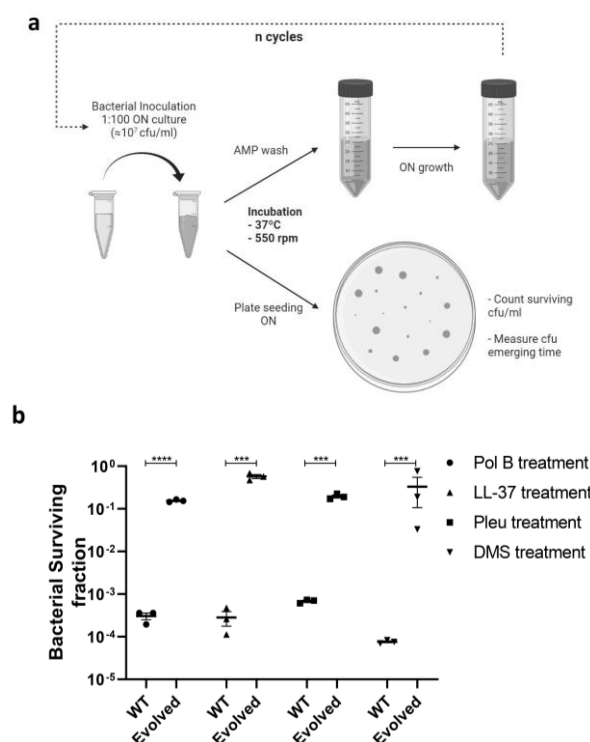 a
n cycles
Bacterial Inoculation
1:100 ON culture
(≈10⁷ cfu/ml)
AMP wash
ON growth
Incubation
- 37ºC
- 550 rpm
Plate seeding
ON
- Count surviving
cfu/ml
- Measure cfu
emerging time
b
Bacterial Surviving
fraction
10⁰
10⁻¹
10⁻²
10⁻³
10⁻⁴
10⁻⁵
**** *** *** ***
WT Evolved WT Evolved WT Evolved WT Evolved
Pol B treatment
LL-37 treatment
Pleu treatment
DMS treatment